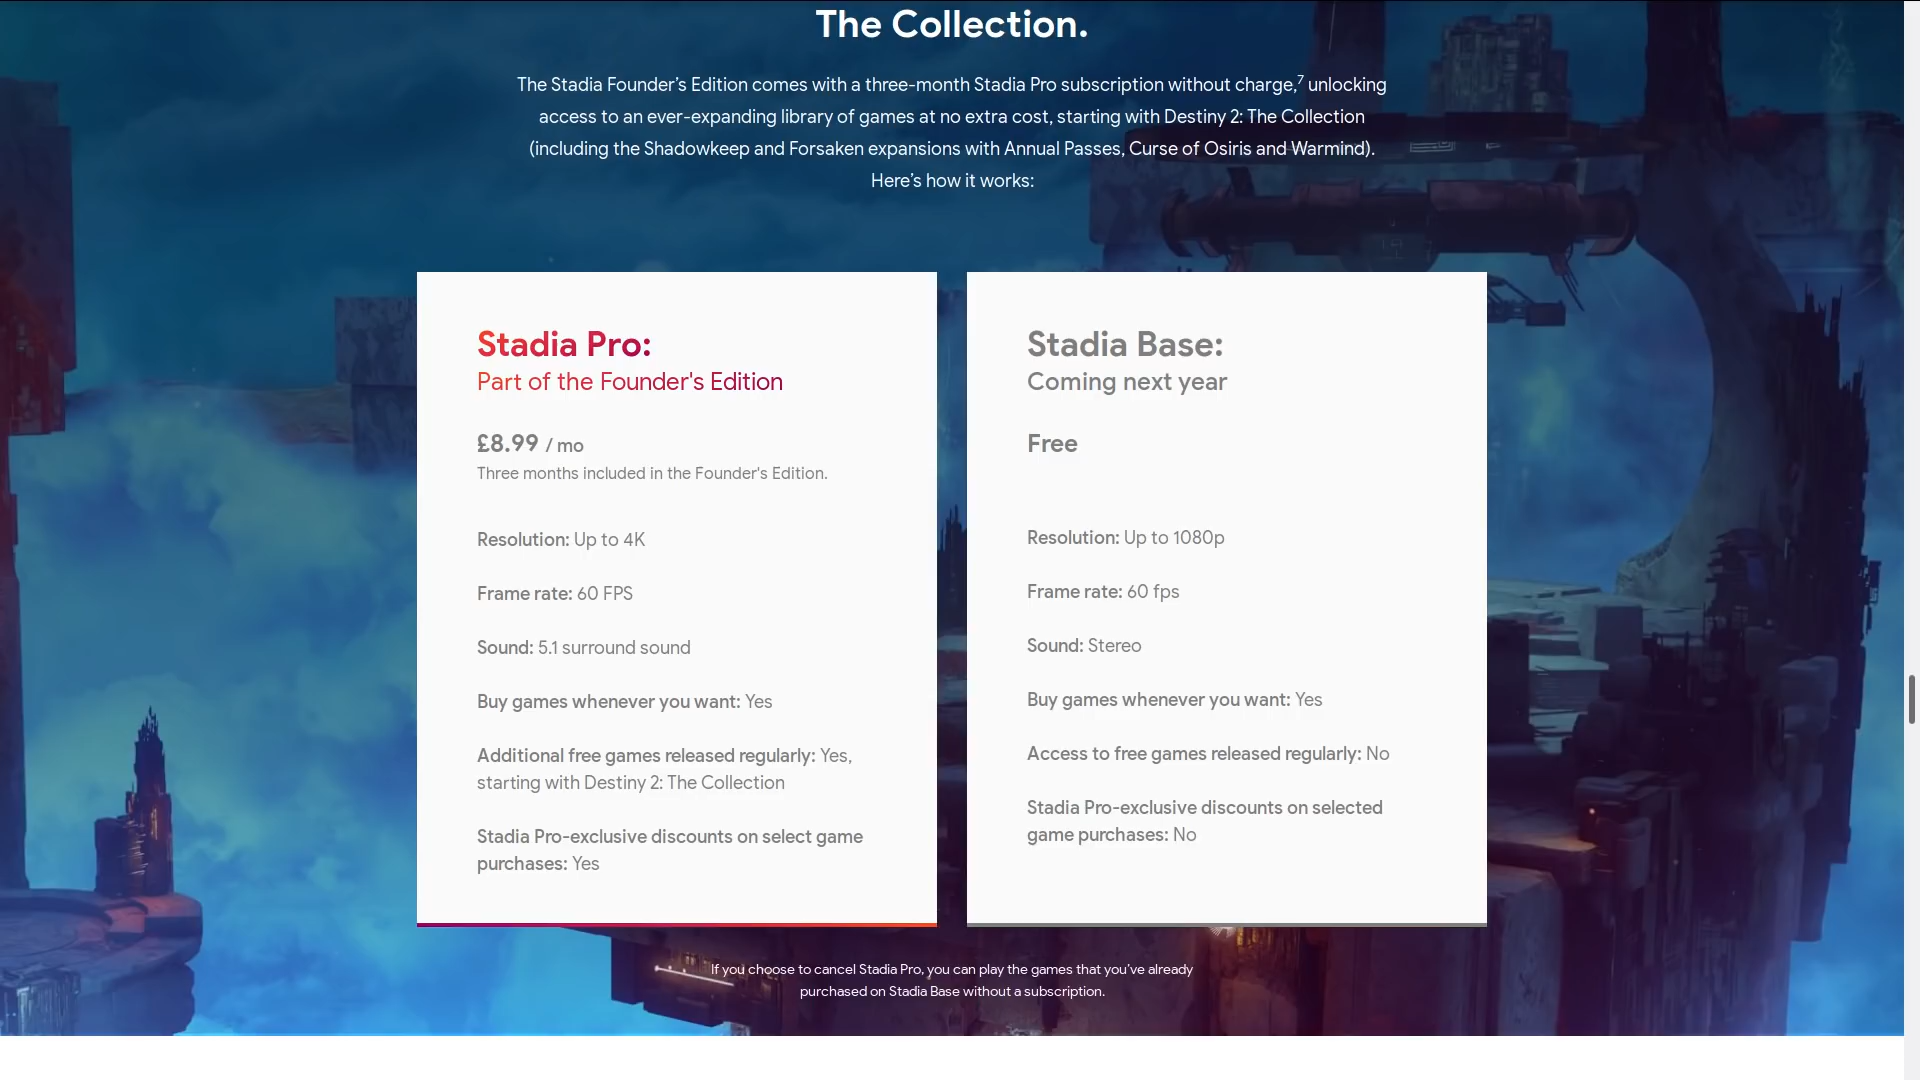 The Collection.
The Stadia Founder’s Edition comes with a three-month Stadia Pro subscription without charge,⁷ unlocking
access to an ever-expanding library of games at no extra cost, starting with Destiny 2: The Collection
(including the Shadowkeep and Forsaken expansions with Annual Passes, Curse of Osiris and Warmind).
Here’s how it works:
Stadia Pro:
Part of the Founder's Edition
£8.99 / mo
Three months included in the Founder's Edition.
Resolution: Up to 4K
Frame rate: 60 FPS
Sound: 5.1 surround sound
Buy games whenever you want: Yes
Additional free games released regularly: Yes,
starting with Destiny 2: The Collection
Stadia Pro-exclusive discounts on select game
purchases: Yes
Stadia Base:
Coming next year
Free
Resolution: Up to 1080p
Frame rate: 60 fps
Sound: Stereo
Buy games whenever you want: Yes
Access to free games released regularly: No
Stadia Pro-exclusive discounts on selected
game purchases: No
If you choose to cancel Stadia Pro, you can play the games that you’ve already
purchased on Stadia Base without a subscription.